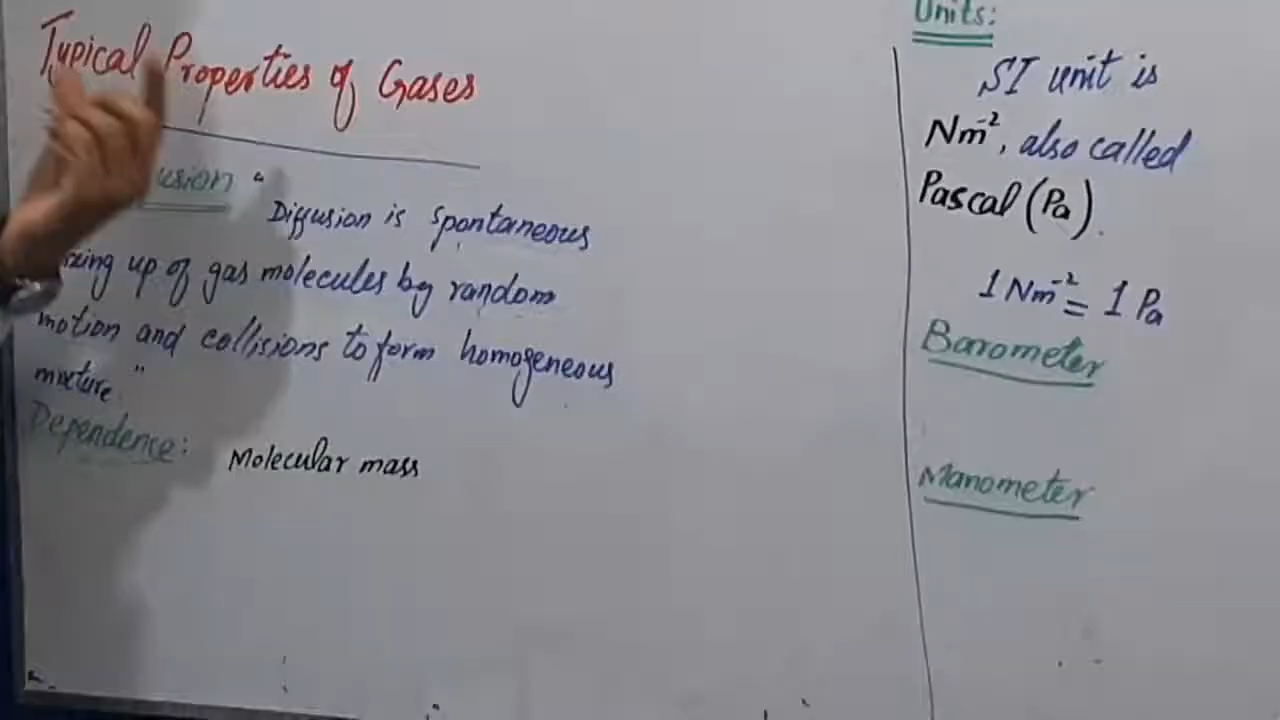 Typical Properties of Gases
usion "
Diffusion is spontaneous
xing up of gas molecules by random
motion and collisions to form homogeneous
mixture."
Dependence: Molecular mass
Units:
SI unit is
Nm⁻², also called
Pascal (Pa).
1 Nm⁻² = 1 Pa
Barometer
Manometer